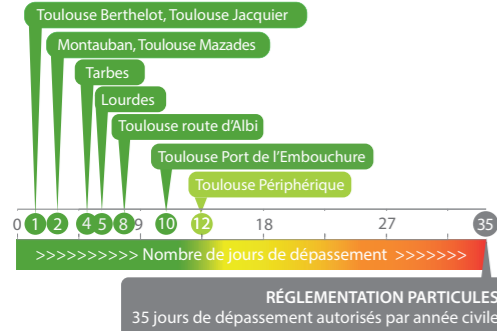 Toulouse Berthelot, Toulouse Jacquier
Montauban, Toulouse Mazades
Tarbes
Lourdes
Toulouse route d'Albi
Toulouse Port de l'Embouchure
Toulouse Périphérique
0 1 2 4 5 8 9 10 12 18 27 35
>>>>>>>>>> Nombre de jours de dépassement >>>>>>>
RÉGLEMENTATION PARTICULES
35 jours de dépassement autorisés par année civile